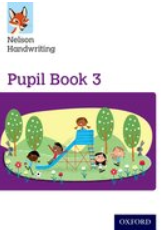 Nelson
Handwriting
Pupil Book 3
OXFORD